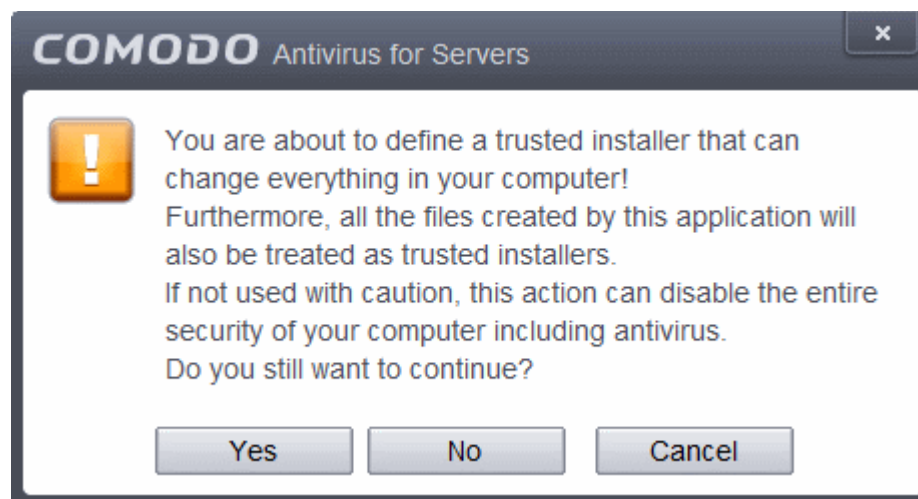 COMODO Antivirus for Servers
You are about to define a trusted installer that can
change everything in your computer!
Furthermore, all the files created by this application will
also be treated as trusted installers.
If not used with caution, this action can disable the entire
security of your computer including antivirus.
Do you still want to continue?
Yes No Cancel